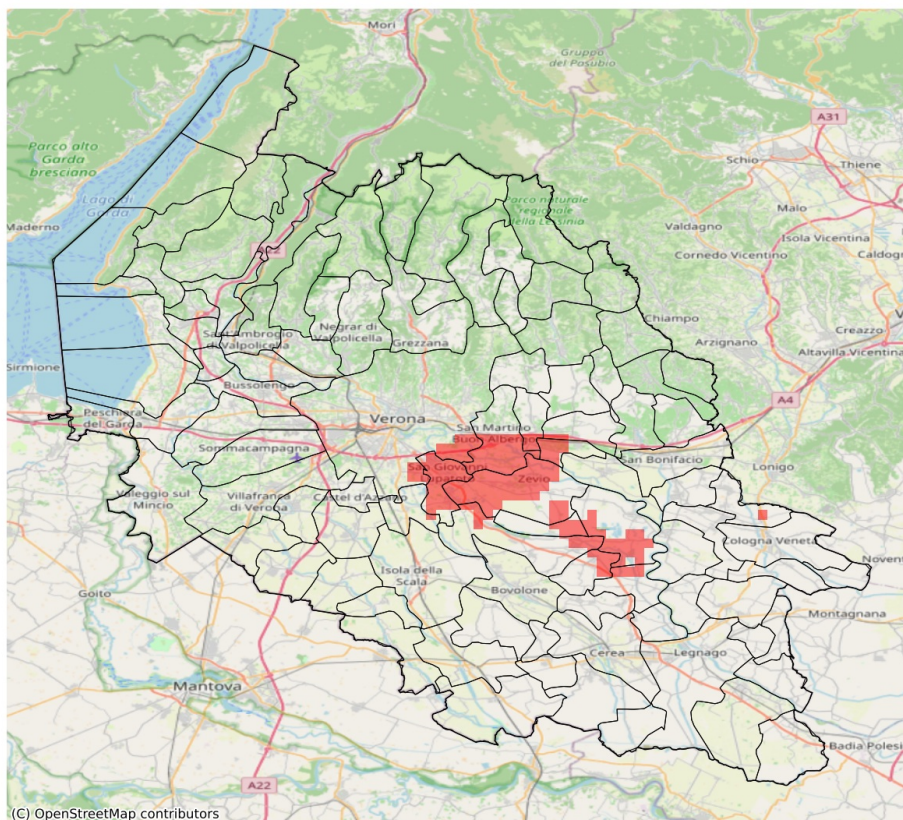 Mori
Gruppo
del Pasubio
A31
Parco alto
Garda
bresciano
Schio
Thiene
Lago di
Garda
Parco naturale
regionale
della Lessinia
Malo
Maderno
Valdagno
Isola Vicentina
Cornedo Vicentino
Caldogn
Chiampo
Sant'Ambrogio
di Valpolicella
Negrar di
Valpolicella
Grezzana
Arzignano
Creazzo
Altavilla Vicentina
Sirmione
Bussolengo
A4
Peschiera
del Garda
Verona
San Martino
Buon Albergo
Sommacampagna
San Giovanni
Lupatoto
Zevio
San Bonifacio
Lonigo
Valeggio sul
Mincio
Villafranca
di Verona
Castel d'Azzano
Cologna Veneta
Isola della
Scala
Bovolone
Goito
Montagnana
Cerea
Legnago
Mantova
Badia Polesi
A22
(C) OpenStreetMap contributors